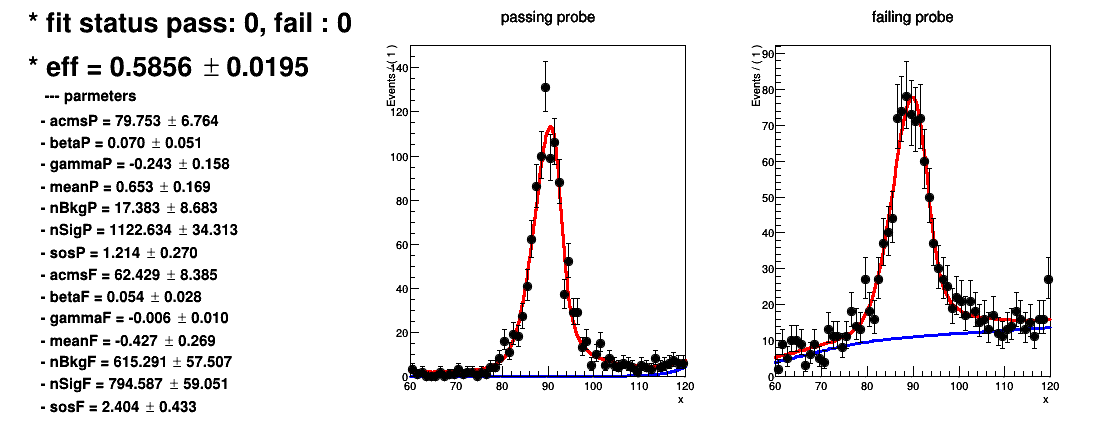 * fit status pass: 0, fail : 0
* eff = 0.5856 ± 0.0195
--- parmeters
- acmsP = 79.753 ± 6.764
- betaP = 0.070 ± 0.051
- gammaP = -0.243 ± 0.158
- meanP = 0.653 ± 0.169
- nBkgP = 17.383 ± 8.683
- nSigP = 1122.634 ± 34.313
- sosP = 1.214 ± 0.270
- acmsF = 62.429 ± 8.385
- betaF = 0.054 ± 0.028
- gammaF = -0.006 ± 0.010
- meanF = -0.427 ± 0.269
- nBkgF = 615.291 ± 57.507
- nSigF = 794.587 ± 59.051
- sosF = 2.404 ± 0.433
passing probe
Events / ( 1 )
140
120
100
80
60
40
20
0
60 70 80 90 100 110 120
x
failing probe
Events / ( 1 )
90
80
70
60
50
40
30
20
10
0
60 70 80 90 100 110 120
x